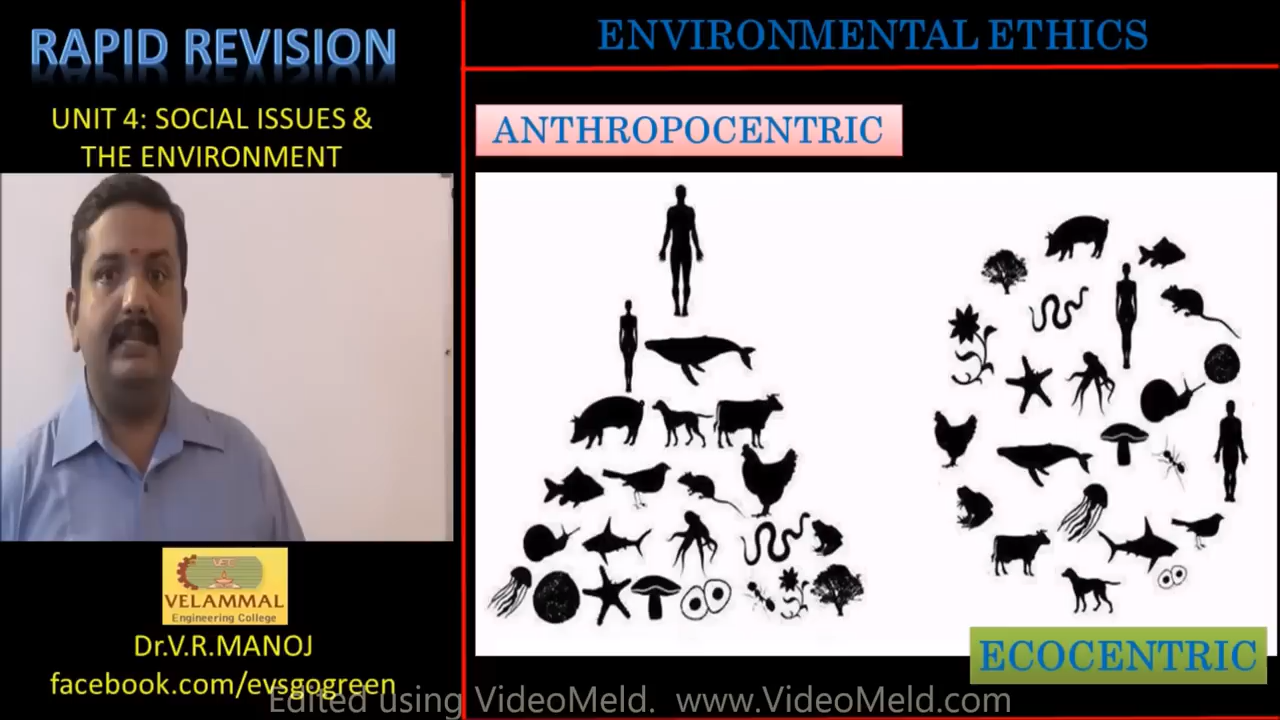 RAPID REVISION
UNIT 4: SOCIAL ISSUES &
THE ENVIRONMENT
VEC
VELAMMAL
Engineering College
Dr.V.R.MANOJ
facebook.com/evsgogreen
ENVIRONMENTAL ETHICS
ANTHROPOCENTRIC
ECOCENTRIC
Edited using VideoMeld. www.VideoMeld.com